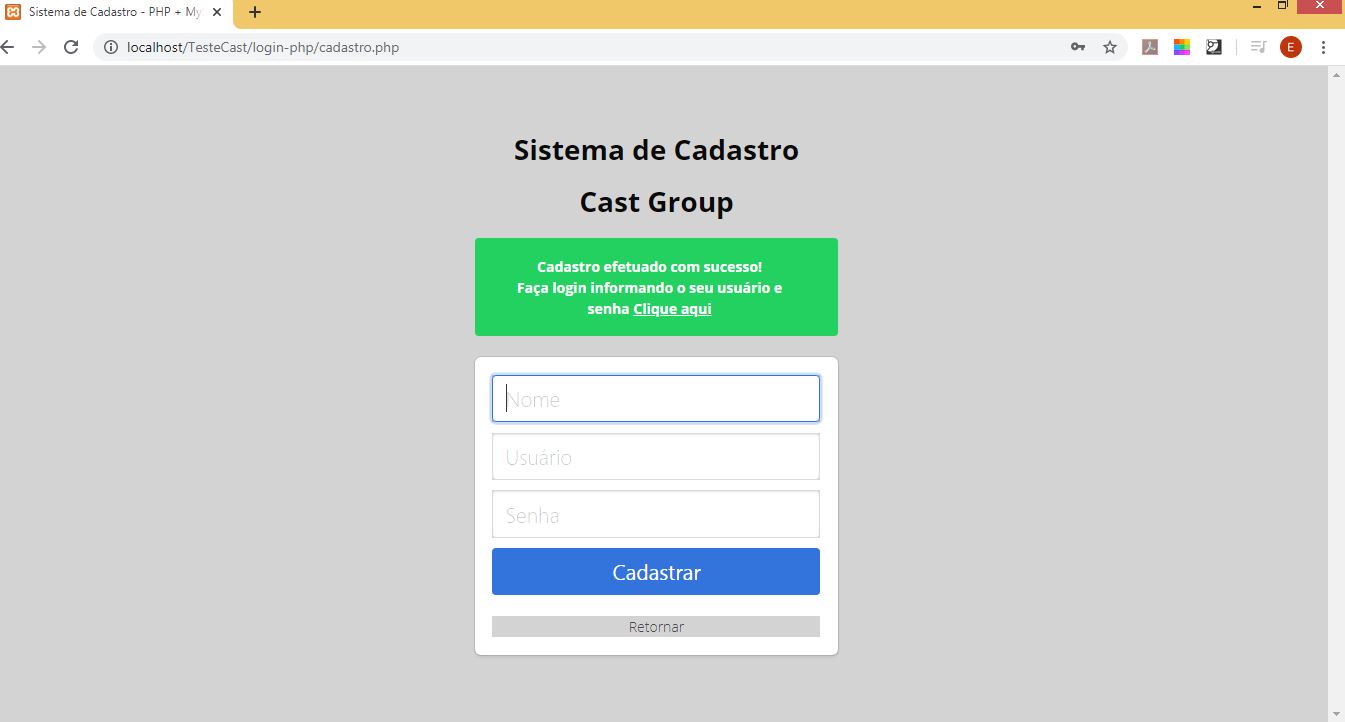 Sistema de Cadastro - PHP + My
localhost/TesteCast/login-php/cadastro.php
E
Sistema de Cadastro
Cast Group
Cadastro efetuado com sucesso!
Faça login informando o seu usuário e
senha Clique aqui
Nome
Usuário
Senha
Cadastrar
Retornar